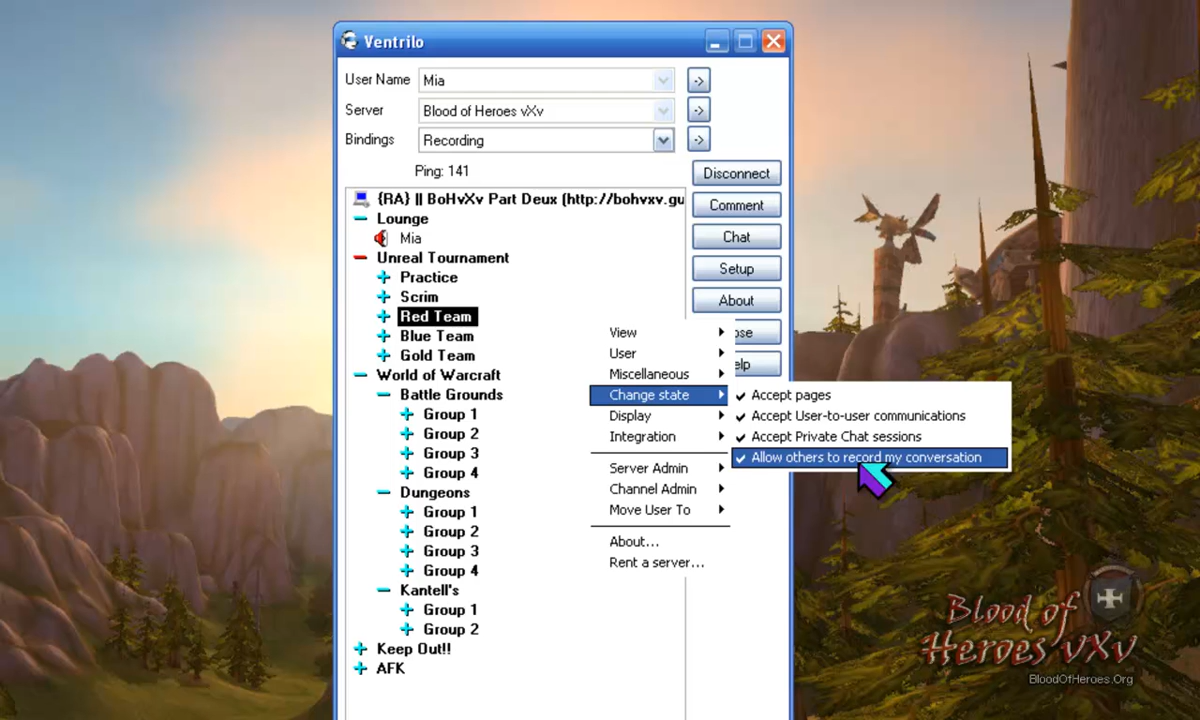 Ventrilo
User Name Mia
Server Blood of Heroes vXv
Bindings Recording
Ping: 141
Disconnect
{RA} || BoHvXv Part Deux (http://bohvxv.gu
Comment
Lounge
Chat
Mia
Unreal Tournament
Setup
Practice
Scrim
About
Red Team
Blue Team
Gold Team
World of Warcraft
Battle Grounds
Group 1
Group 2
Group 3
Group 4
Dungeons
Group 1
Group 2
Group 3
Group 4
Kantell's
Group 1
Group 2
Keep Out!!
AFK
ose
elp
View
User
Miscellaneous
Change state
Display
Integration
Server Admin
Channel Admin
Move User To
About...
Rent a server...
Accept pages
Accept User-to-user communications
Accept Private Chat sessions
Allow others to record my conversation
Blood of
Heroes vXv
BloodOfHeroes.Org